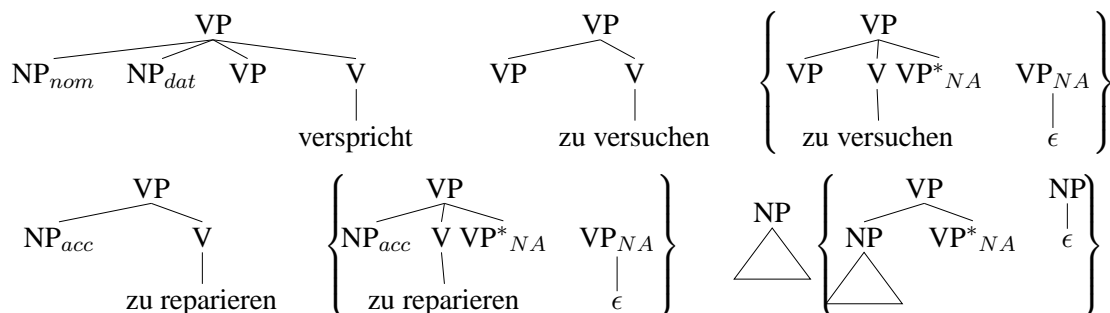 VP VP VP
NP_nom NP_dat VP V VP V VP V VP*_NA VP_NA
verspricht zu versuchen zu versuchen ϵ
VP VP NP VP NP
NP_acc V NP_acc V VP*_NA VP_NA NP VP*_NA ϵ
zu reparieren zu reparieren ϵ